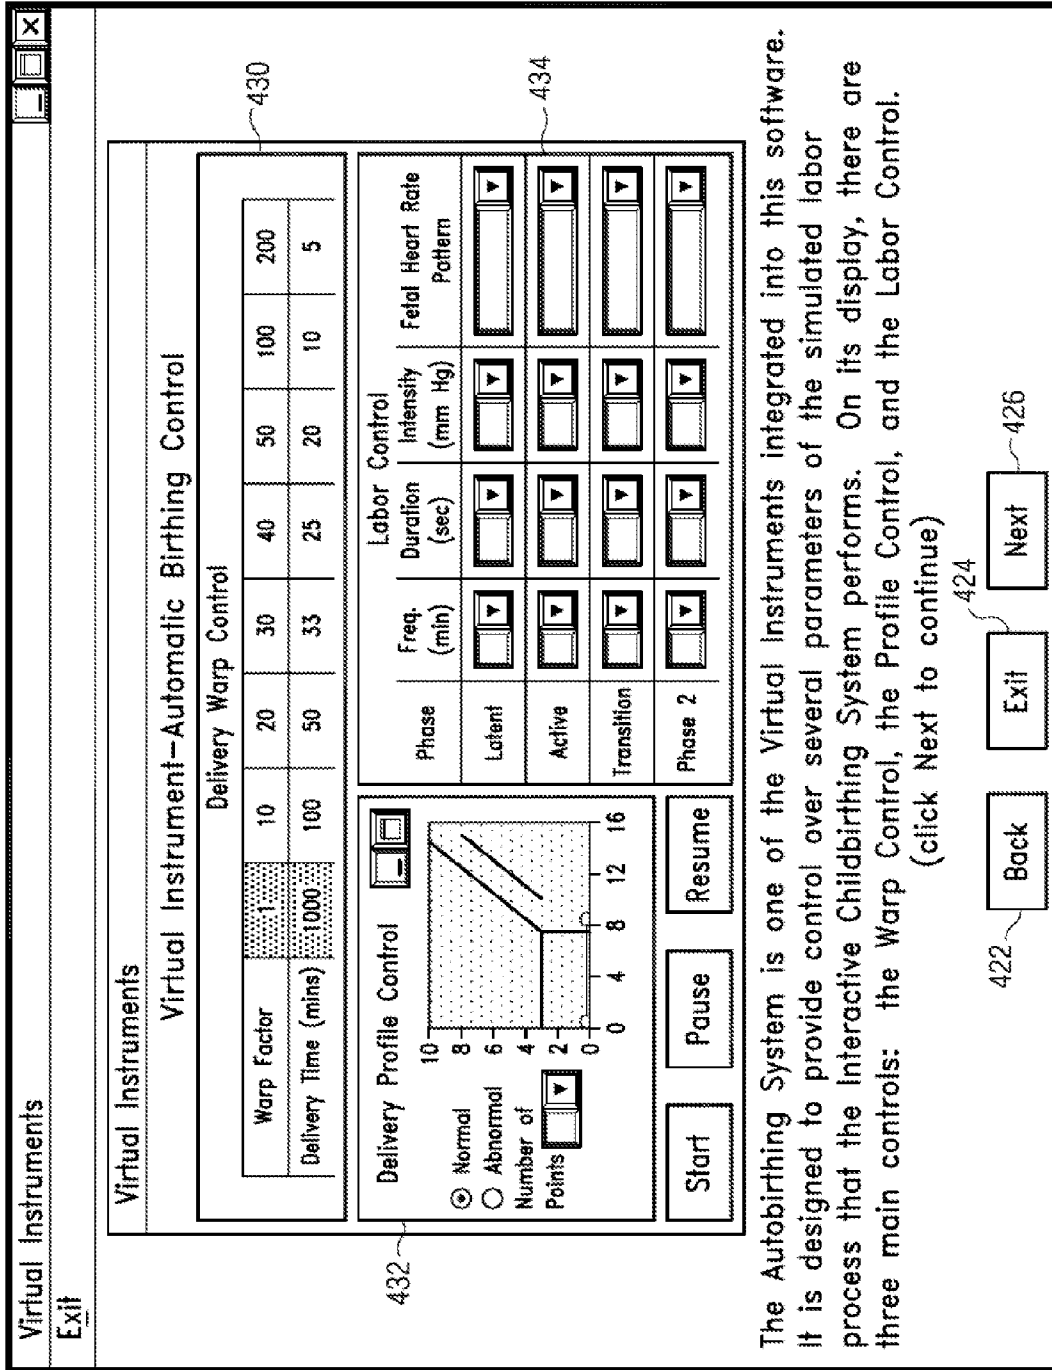 Virtual Instruments
Exit
Virtual Instruments
Virtual Instrument-Automatic Birthing Control
Delivery Warp Control
Warp Factor 1 10 20 30 40 50 100 200
Delivery Time (mins) 1000 100 50 33 25 20 10 5
430
432
Delivery Profile Control
Normal
Abnormal
Number of
Points
10
8
6
4
2
0
0 4 8 12 16
Start Pause Resume
434
Labor Control
Phase Freq. (min) Duration (sec) Intensity (mm Hg) Fetal Heart Rate Pattern
Latent
Active
Transition
Phase 2
The Autobirthing System is one of the Virtual Instruments integrated into this software.
It is designed to provide control over several parameters of the simulated labor
process that the Interactive Childbirthing System performs. On its display, there are
three main controls: the Warp Control, the Profile Control, and the Labor Control.
(click Next to continue)
422 Back
424 Exit
426 Next